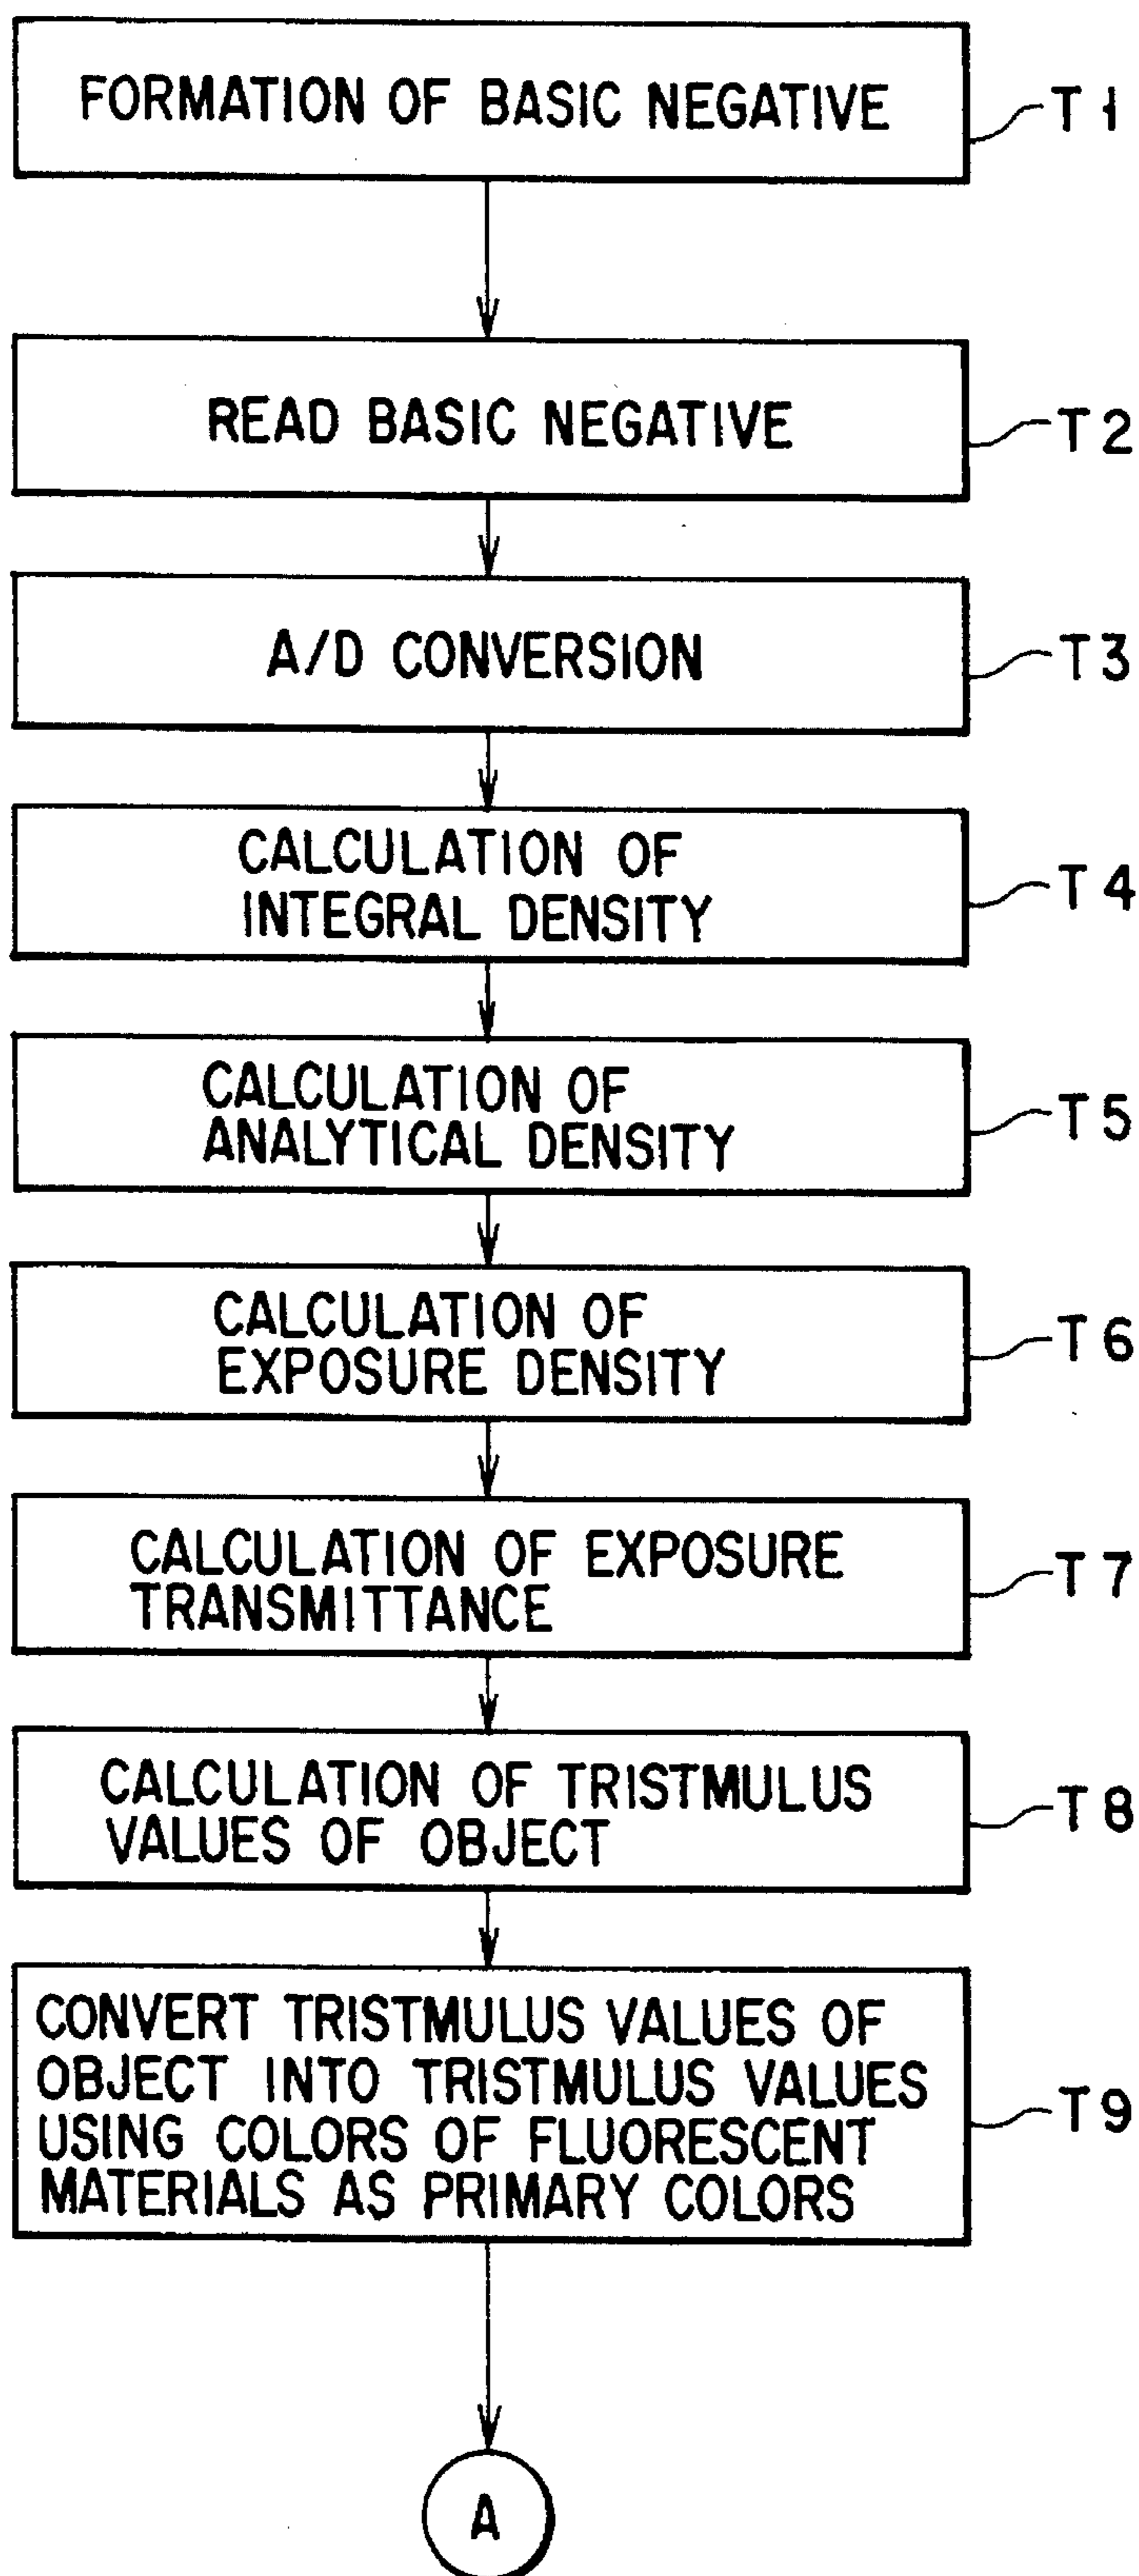 FORMATION OF BASIC NEGATIVE
T1
READ BASIC NEGATIVE
T2
A/D CONVERSION
T3
CALCULATION OF
INTEGRAL DENSITY
T4
CALCULATION OF
ANALYTICAL DENSITY
T5
CALCULATION OF
EXPOSURE DENSITY
T6
CALCULATION OF EXPOSURE
TRANSMITTANCE
T7
CALCULATION OF TRISTMULUS
VALUES OF OBJECT
T8
CONVERT TRISTMULUS VALUES OF
OBJECT INTO TRISTMULUS VALUES
USING COLORS OF FLUORESCENT
MATERIALS AS PRIMARY COLORS
T9
A